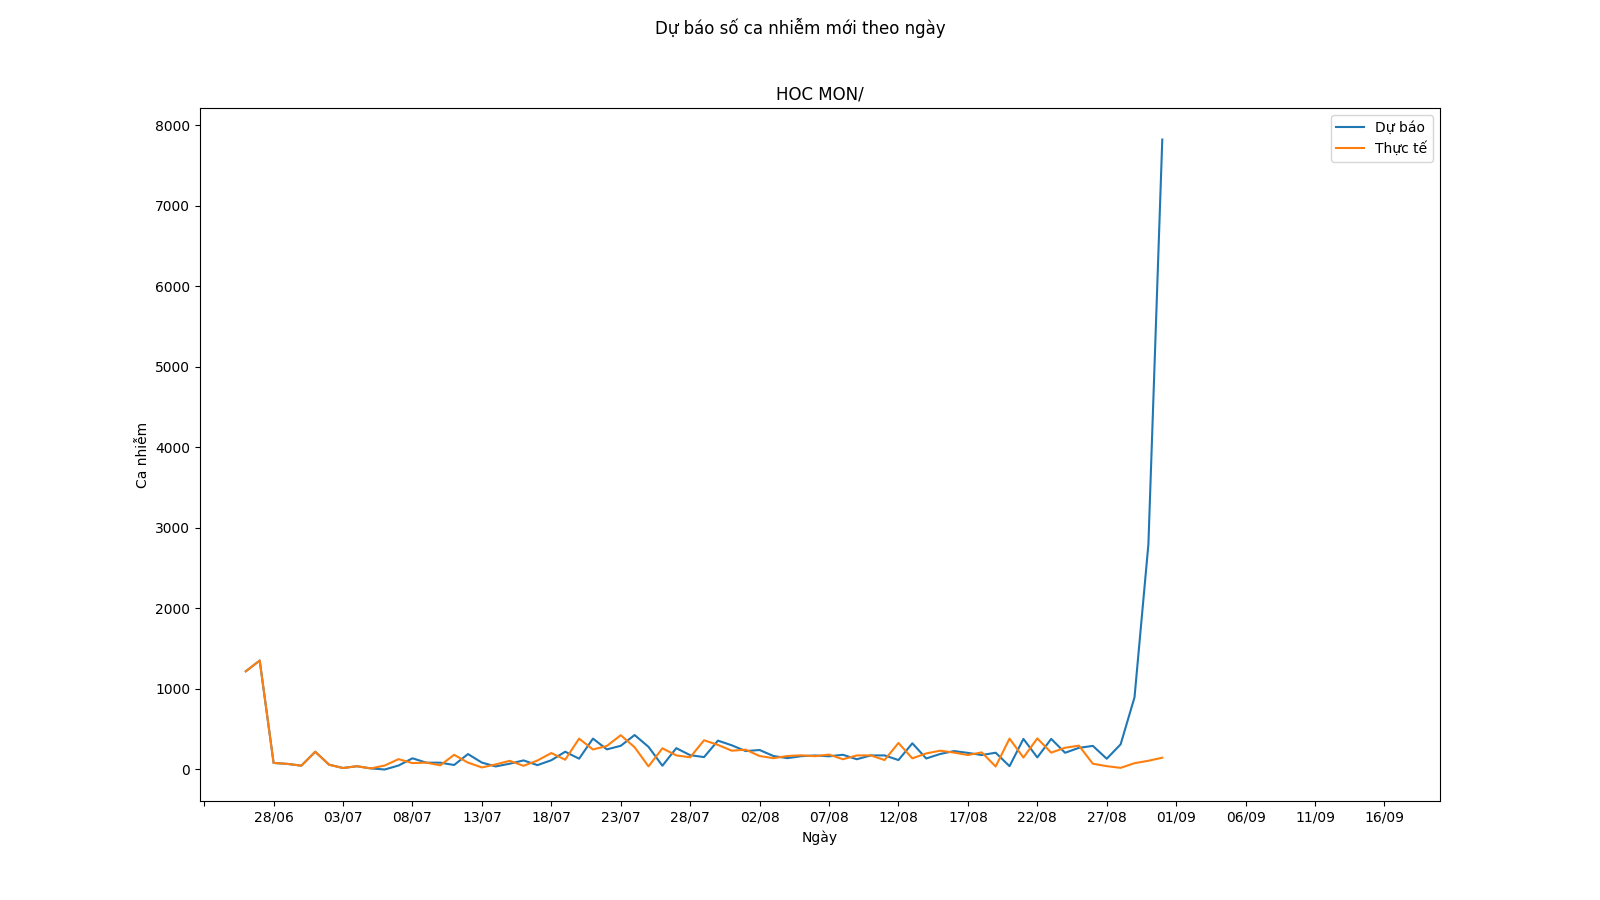 Dự báo số ca nhiễm mới theo ngày
HOC MON/
Dự báo
Thực tế
8000
7000
6000
5000
4000
3000
2000
1000
0
Ca nhiễm
28/06 03/07 08/07 13/07 18/07 23/07 28/07 02/08 07/08 12/08 17/08 22/08 27/08 01/09 06/09 11/09 16/09
Ngày